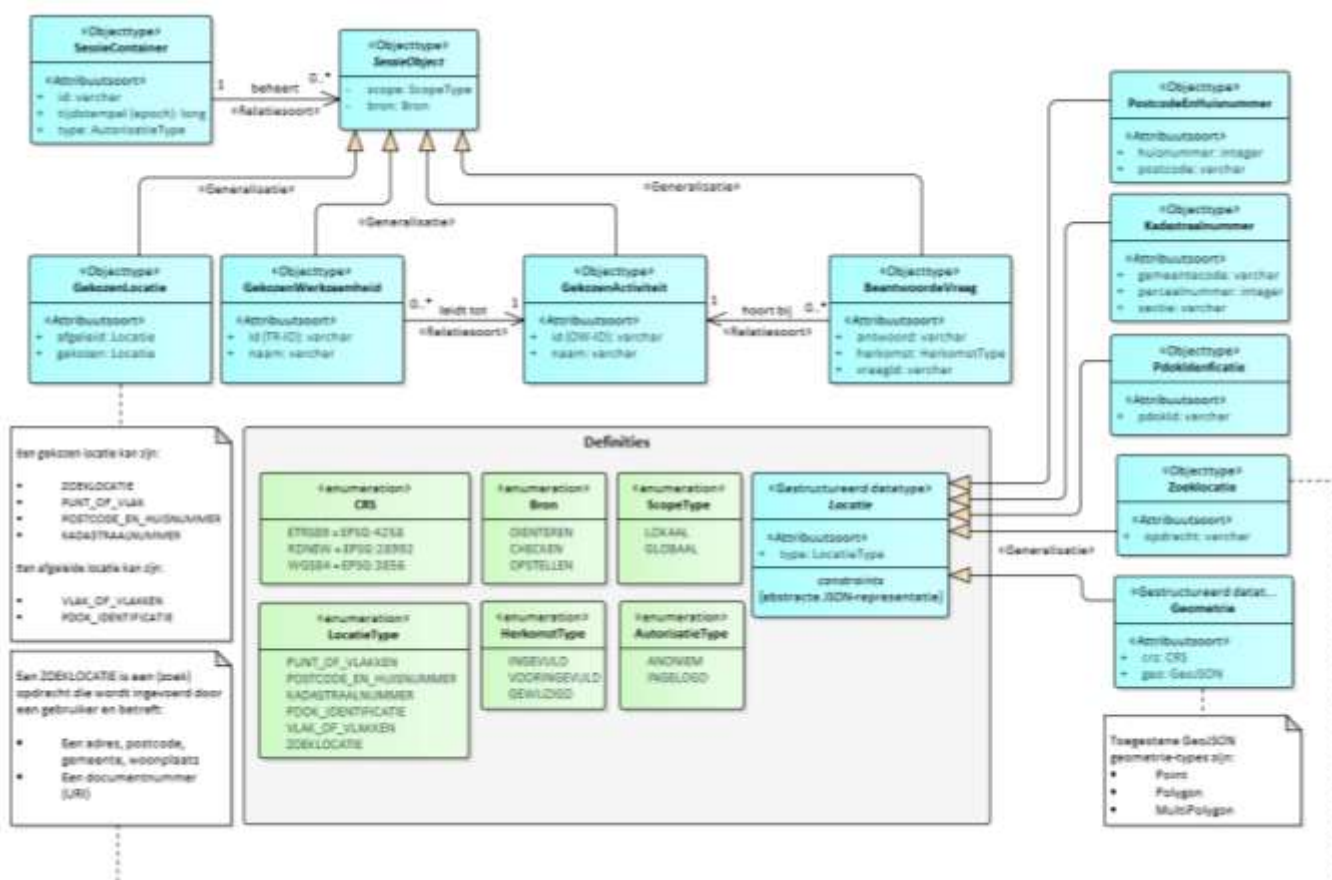 «Objecttype»
SessieContainer
«Attribuutsoort»
+ id: varchar
+ tijdstempel (epoch): long
+ type: AutorisatieType
1
beheert
0..*
«Relatiesoort»
«Objecttype»
SessieObject
- scope: ScopeType
- bron: Bron
«Generalisatie»
«Generalisatie»
«Generalisatie»
«Objecttype»
GekozenLocatie
«Attribuutsoort»
+ afgeleid: Locatie
+ gekozen: Locatie
«Objecttype»
GekozenWerkzaamheid
«Attribuutsoort»
+ id (TR-ID): varchar
+ naam: varchar
0..*
leidt tot
1
«Relatiesoort»
«Objecttype»
GekozenActiviteit
«Attribuutsoort»
+ id (OW-ID): varchar
+ naam: varchar
1
hoort bij
0..*
«Relatiesoort»
«Objecttype»
BeantwoordeVraag
«Attribuutsoort»
+ antwoord: varchar
+ herkomst: HerkomstType
+ vraagId: varchar
«Objecttype»
PostcodeEnHuisnummer
«Attribuutsoort»
+ huisnummer: integer
+ postcode: varchar
«Objecttype»
Kadastraalnummer
«Attribuutsoort»
+ gemeentecode: varchar
+ perceelnummer: integer
+ sectie: varchar
«Objecttype»
PdokIdenficatie
«Attribuutsoort»
+ pdokId: varchar
«Objecttype»
Zoeklocatie
«Attribuutsoort»
+ opdracht: varchar
«Generalisatie»
«Gestructureerd datat...
Geometrie
«Attribuutsoort»
+ crs: CRS
+ geo: GeoJSON
Toegestane GeoJSON
geometrie-types zijn:
• Point
• Polygon
• MultiPolygon
Een gekozen locatie kan zijn:
• ZOEKLOCATIE
• PUNT_OF_VLAK
• POSTCODE_EN_HUISNUMMER
• KADASTRAALNUMMER
Een afgeleide locatie kan zijn:
• VLAK_OF_VLAKKEN
• PDOK_IDENTIFICATIE
Een ZOEKLOCATIE is een (zoek)
opdracht die wordt ingevoerd door
een gebruiker en betreft:
• Een adres, postcode,
gemeente, woonplaats
• Een documentnummer
(URI)
Definities
«enumeration»
CRS
ETRS89 = EPSG:4258
RDNEW = EPSG:28992
WGS84 = EPSG:3856
«enumeration»
Bron
OIENTEREN
CHECKEN
OPSTELLEN
«enumeration»
ScopeType
LOKAAL
GLOBAAL
«Gestructureerd datatype»
Locatie
«Attribuutsoort»
+ type: LocatieType
constraints
{abstracte JSON-representatie}
«enumeration»
LocatieType
PUNT_OF_VLAKKEN
POSTCODE_EN_HUISNUMMER
KADASTRAALNUMMER
PDOK_IDENTIFICATIE
VLAK_OF_VLAKKEN
ZOEKLOCATIE
«enumeration»
HerkomstType
INGEVULD
VOORINGEVULD
GEWIJZIGD
«enumeration»
AutorisatieType
ANONIEM
INGELOGD